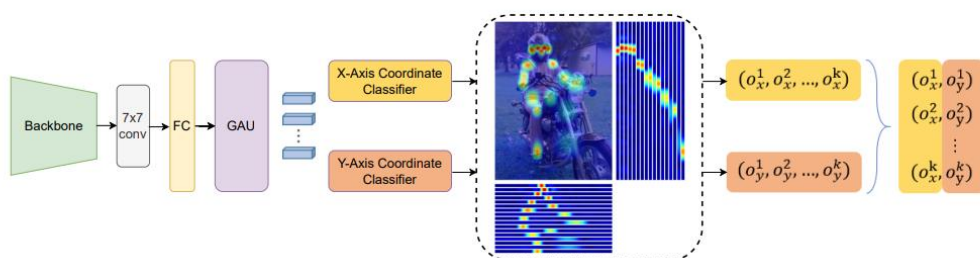 Backbone
7x7
conv
FC
GAU
X-Axis Coordinate
Classifier
Y-Axis Coordinate
Classifier
(o_x^1, o_x^2, ..., o_x^k)
(o_y^1, o_y^2, ..., o_y^k)
(o_x^1, o_y^1)
(o_x^2, o_y^2)
⋮
(o_x^k, o_y^k)